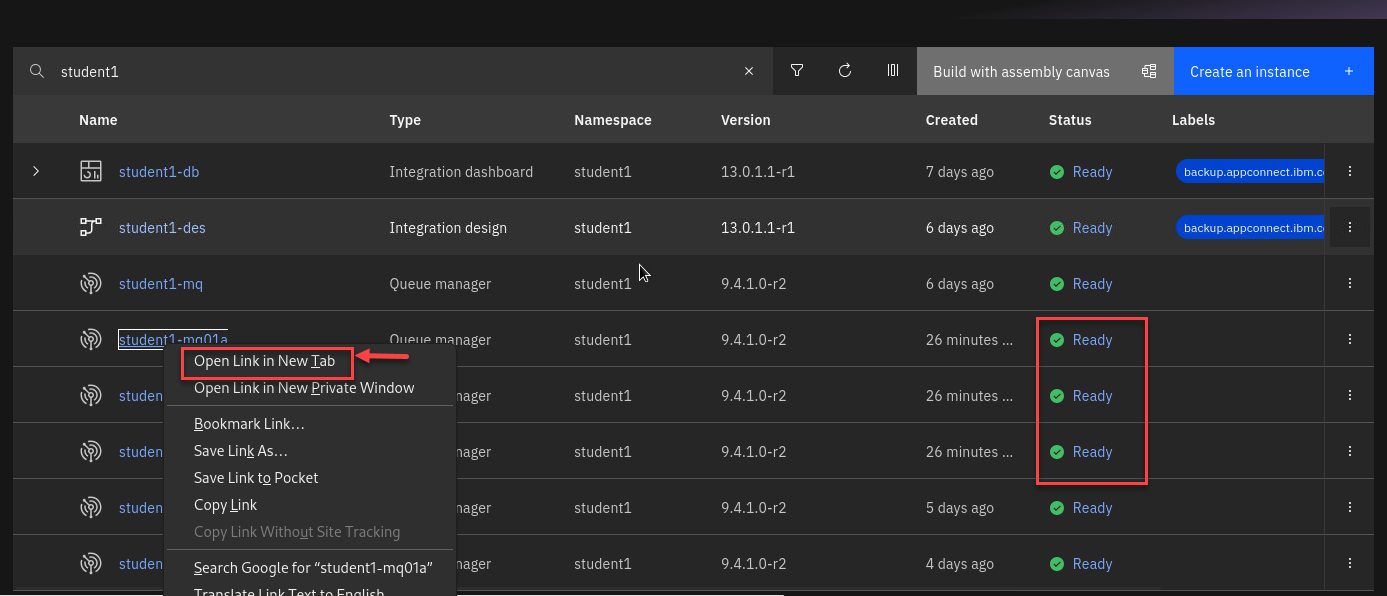 student1
Build with assembly canvas
Create an instance
Name Type Namespace Version Created Status Labels
student1-db Integration dashboard student1 13.0.1.1-r1 7 days ago Ready backup.appconnect.ibm.c
student1-des Integration design student1 13.0.1.1-r1 6 days ago Ready backup.appconnect.ibm.c
student1-mq Queue manager student1 9.4.1.0-r2 6 days ago Ready
student1-mq01a Queue manager student1 9.4.1.0-r2 26 minutes ... Ready
Open Link in New Tab
Open Link in New Private Window
studen nager student1 9.4.1.0-r2 26 minutes ... Ready
Bookmark Link...
studen nager student1 9.4.1.0-r2 26 minutes ... Ready
Save Link As...
Save Link to Pocket
studen nager student1 9.4.1.0-r2 5 days ago Ready
Copy Link
Copy Link Without Site Tracking
studen nager student1 9.4.1.0-r2 4 days ago Ready
Search Google for “student1-mq01a”
Translate Link Text to English